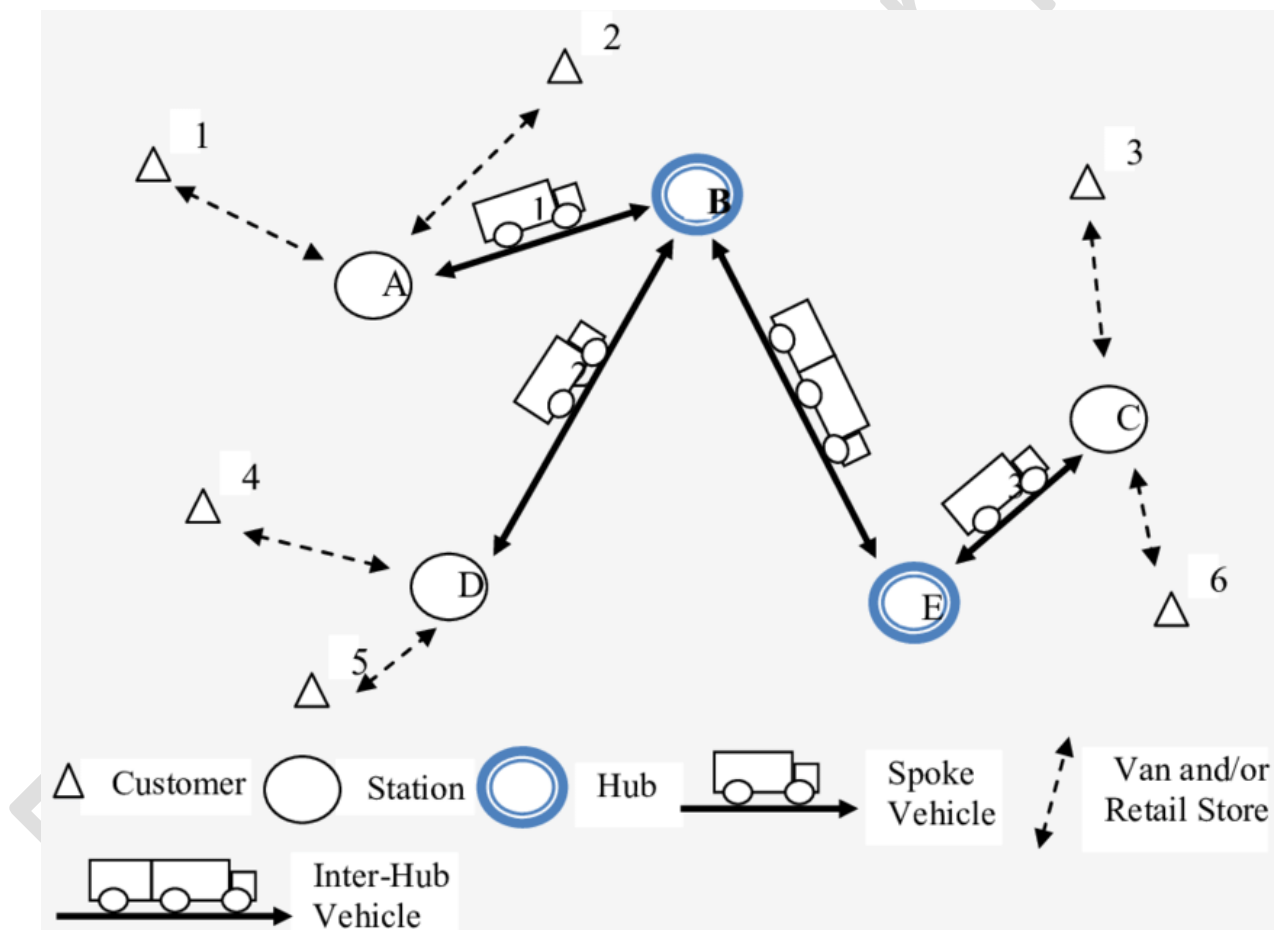 2
1
3
B
1
A
2
C
3
4
D
6
E
5
Customer
Station
Hub
Spoke
Vehicle
Van and/or
Retail Store
Inter-Hub
Vehicle